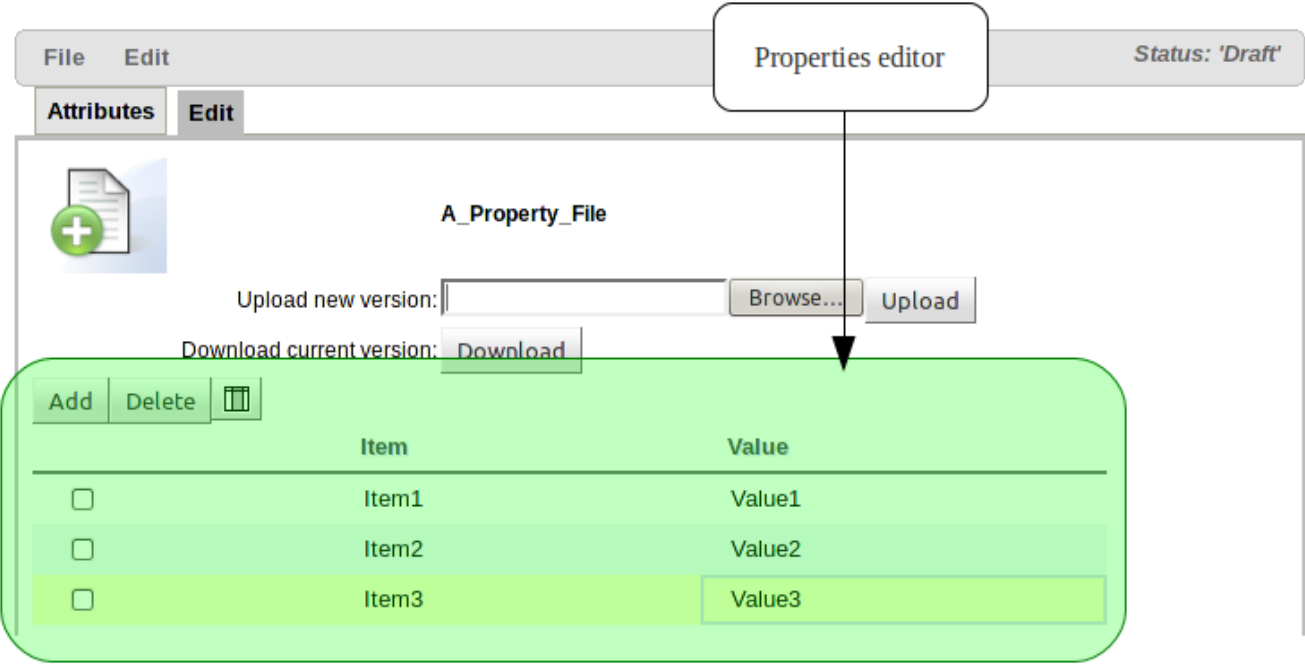 Properties editor
File Edit Status: 'Draft'
Attributes Edit
A_Property_File
Upload new version: Browse... Upload
Download current version: Download
Add Delete
Item Value
Item1 Value1
Item2 Value2
Item3 Value3